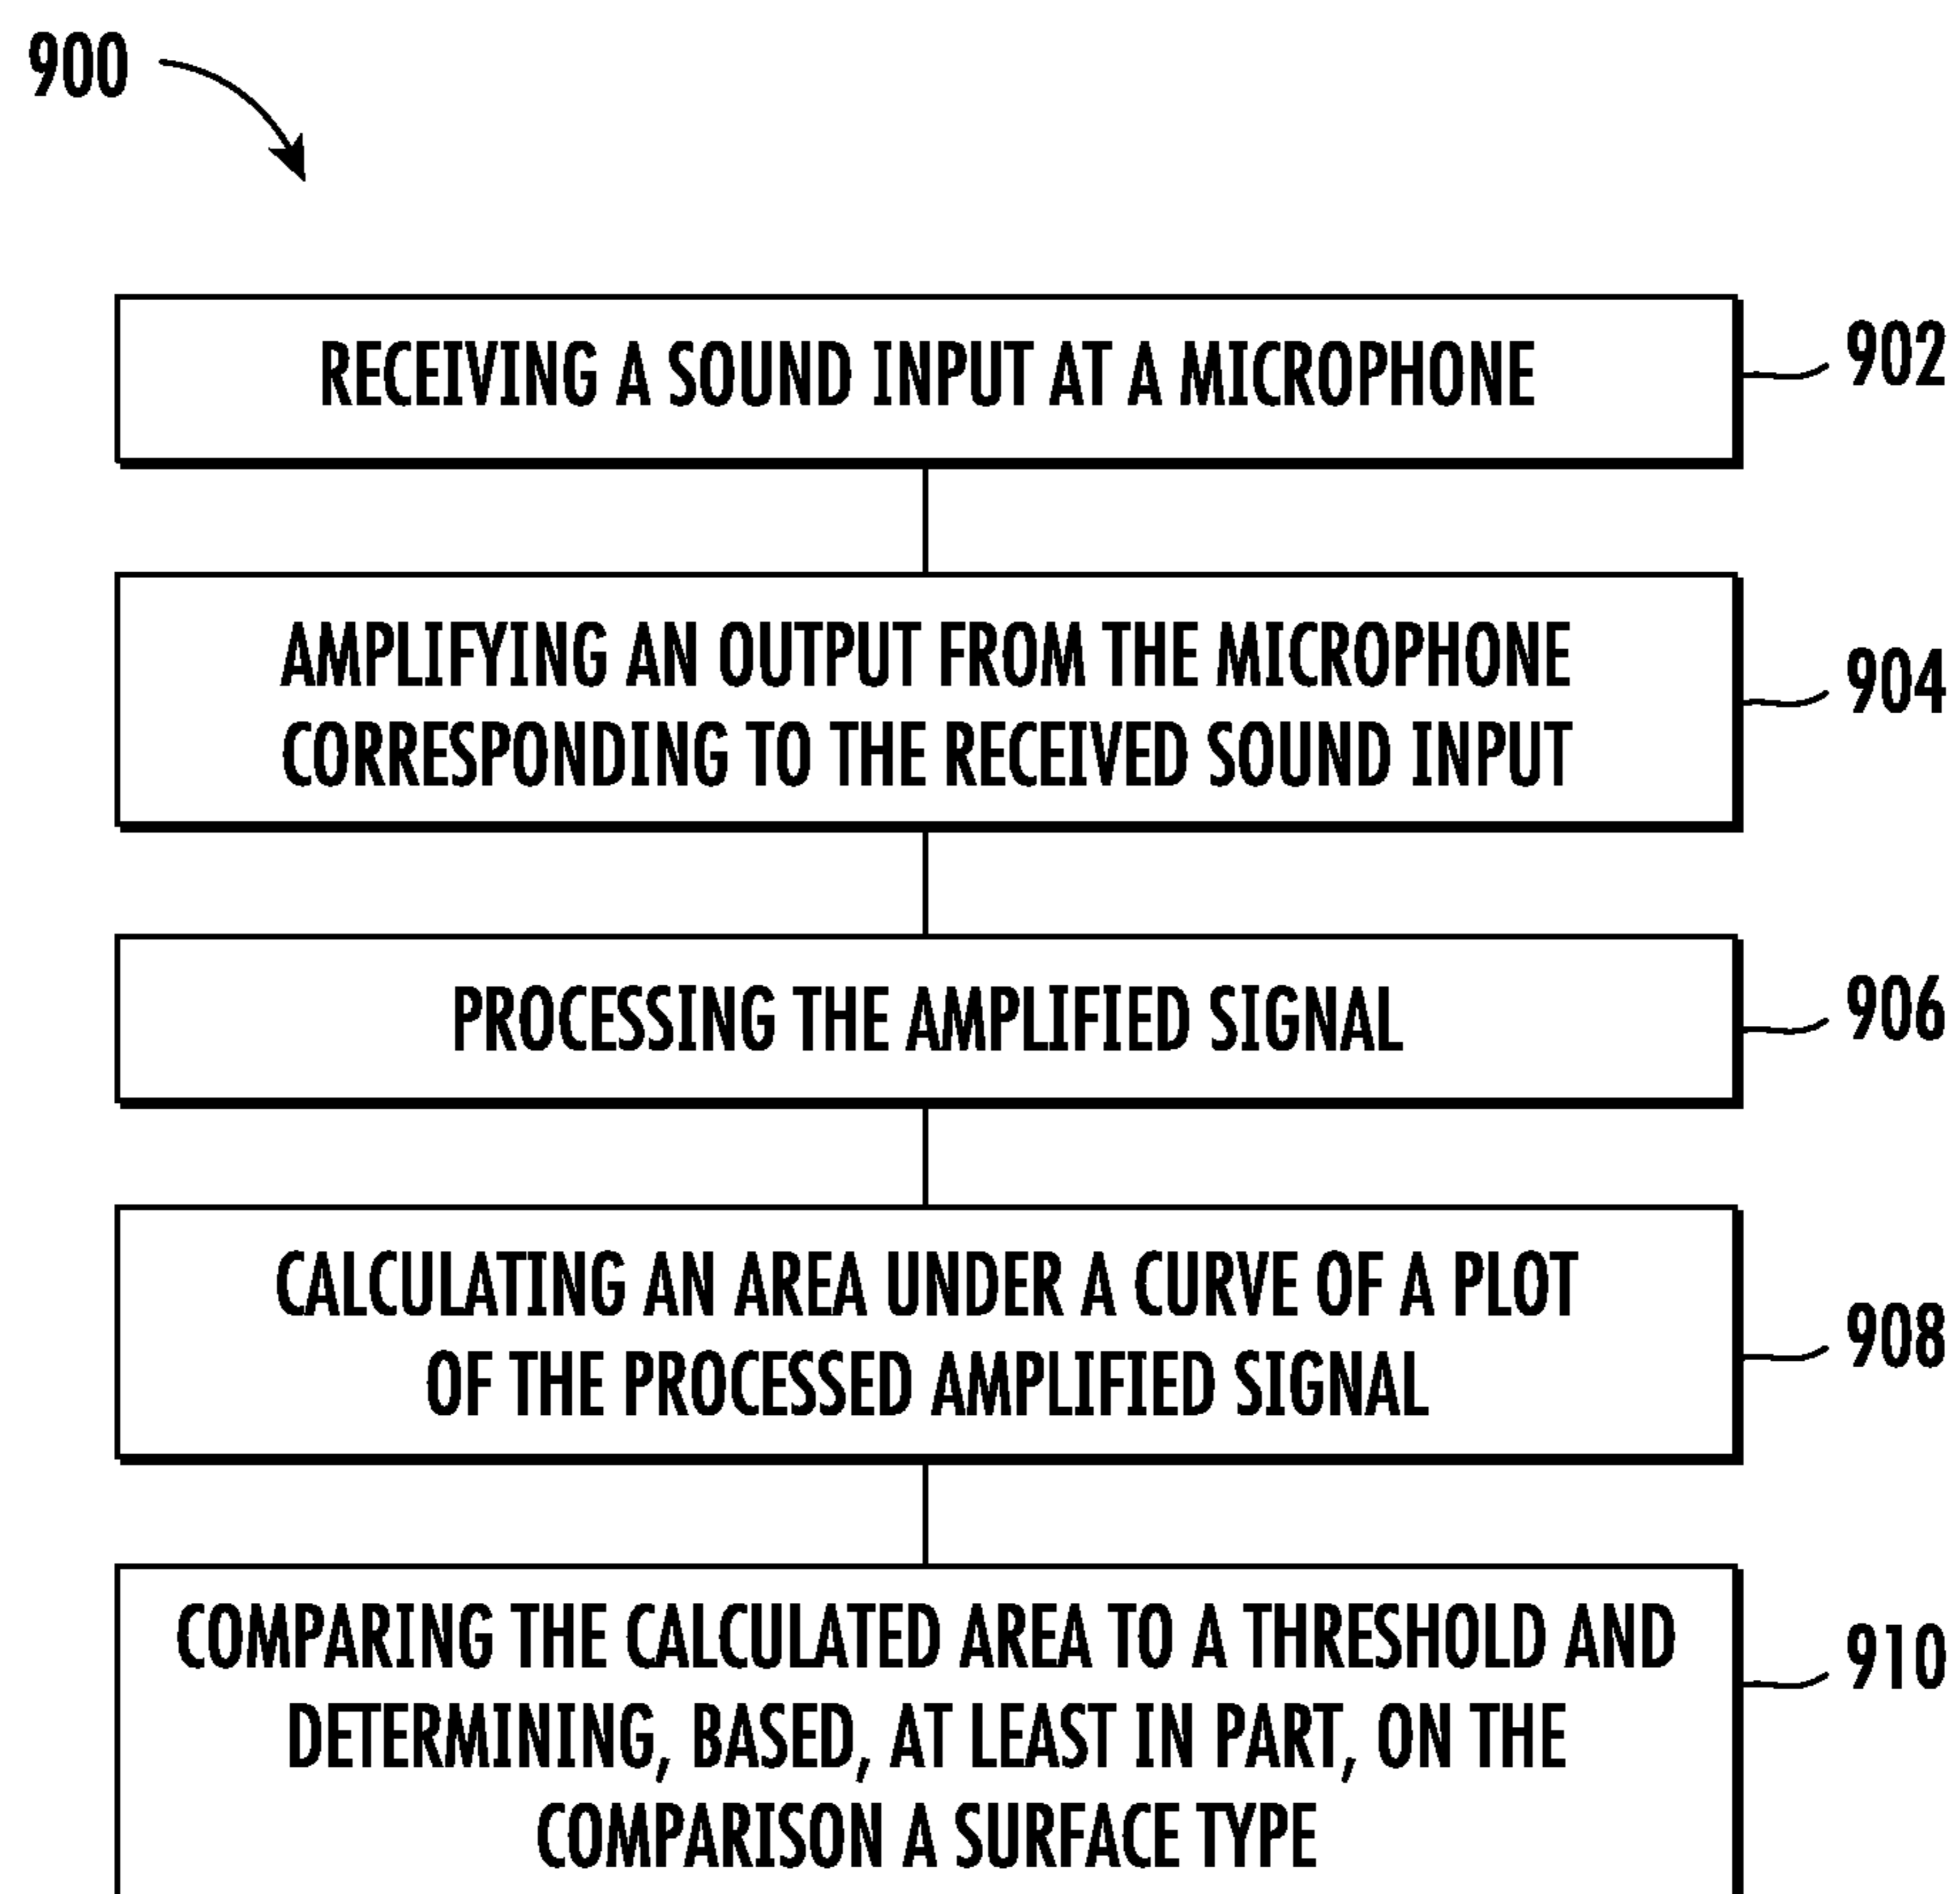 900
RECEIVING A SOUND INPUT AT A MICROPHONE
902
AMPLIFYING AN OUTPUT FROM THE MICROPHONE
CORRESPONDING TO THE RECEIVED SOUND INPUT
904
PROCESSING THE AMPLIFIED SIGNAL
906
CALCULATING AN AREA UNDER A CURVE OF A PLOT
OF THE PROCESSED AMPLIFIED SIGNAL
908
COMPARING THE CALCULATED AREA TO A THRESHOLD AND
DETERMINING, BASED, AT LEAST IN PART, ON THE
COMPARISON A SURFACE TYPE
910